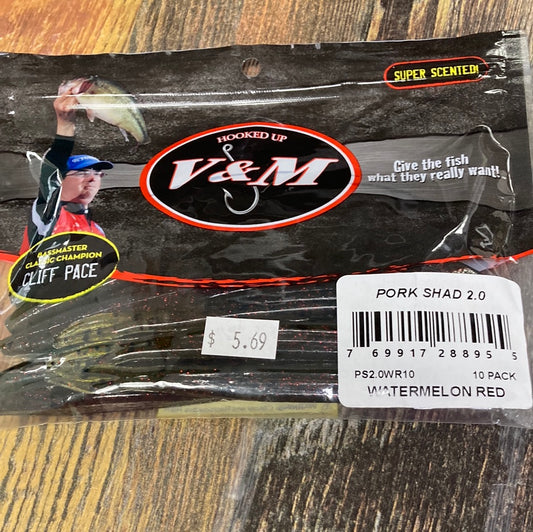 SUPER SCENTED!
HOOKED UP
V&M
Give the fish
what they really want!
BASSMASTER
CLASSIC CHAMPION
CLIFF PACE
PORK SHAD 2.0
7 69917 28895 5
PS2.0WR10 10 PACK
WATERMELON RED
$ 5.69